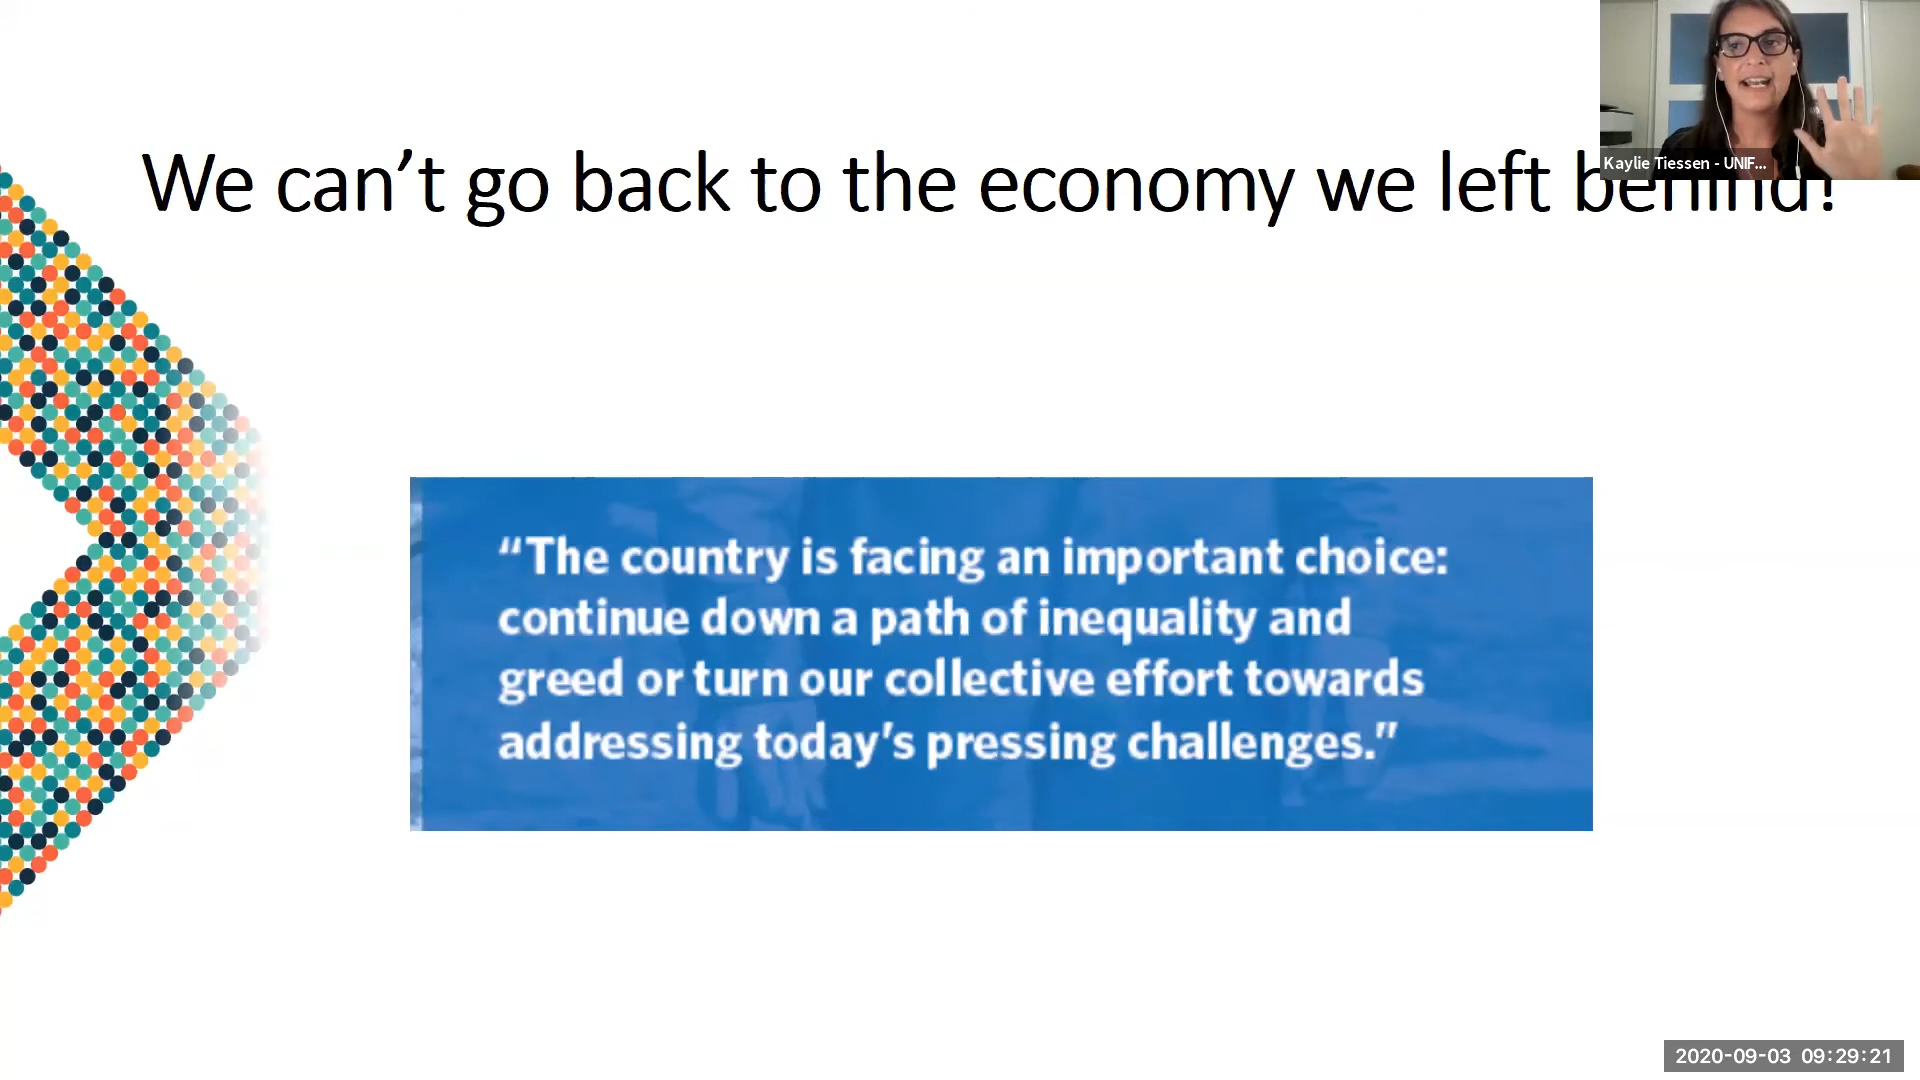 We can’t go back to the economy we left behind!
Kaylie Tiessen - UNIF...
“The country is facing an important choice:
continue down a path of inequality and
greed or turn our collective effort towards
addressing today’s pressing challenges.”
2020-09-03 09:29:21